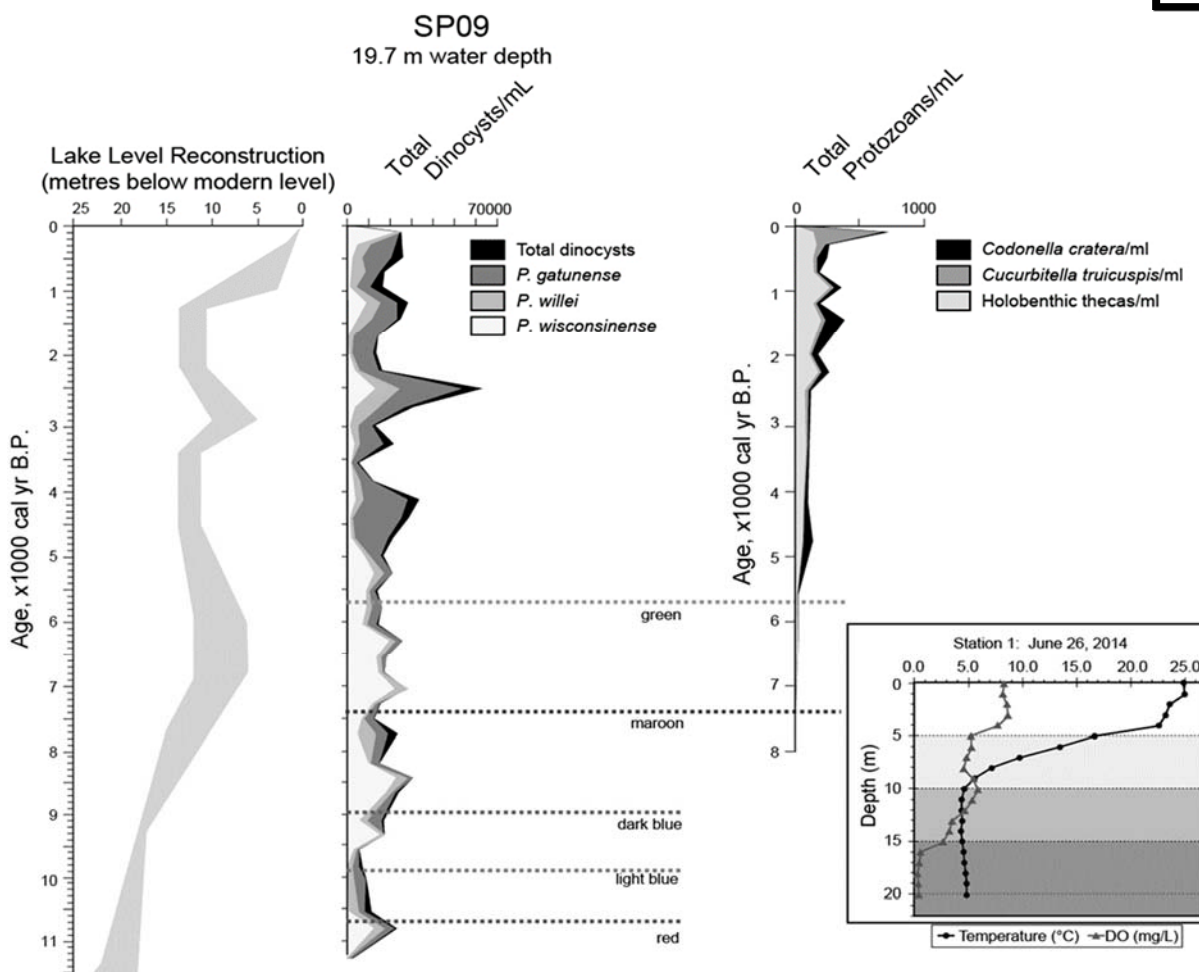 SP09
19.7 m water depth
Lake Level Reconstruction
(metres below modern level)
25 20 15 10 5 0
Total
Dinocysts/mL
0 70000
Total dinocysts
P. gatunense
P. willei
P. wisconsinense
Total
Protozoans/mL
0 1000
Codonella cratera/ml
Cucurbitella truicuspis/ml
Holobenthic thecas/ml
Age, x1000 cal yr B.P.
0
1
2
3
4
5
6
7
8
9
10
11
green
maroon
dark blue
light blue
red
Age, x1000 cal yr B.P.
0
1
2
3
4
5
6
7
8
Station 1: June 26, 2014
0.0 5.0 10.0 15.0 20.0 25.0
Depth (m)
0
5
10
15
20
Temperature (°C) DO (mg/L)